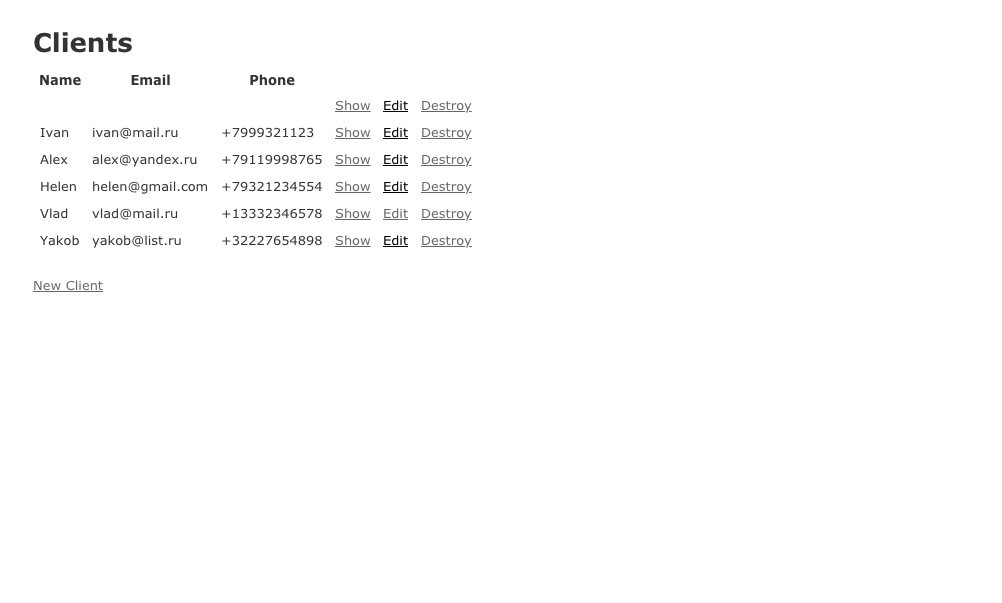 Clients
Name Email Phone
Show Edit Destroy
Ivan ivan@mail.ru +7999321123 Show Edit Destroy
Alex alex@yandex.ru +79119998765 Show Edit Destroy
Helen helen@gmail.com +79321234554 Show Edit Destroy
Vlad vlad@mail.ru +13332346578 Show Edit Destroy
Yakob yakob@list.ru +32227654898 Show Edit Destroy
New Client